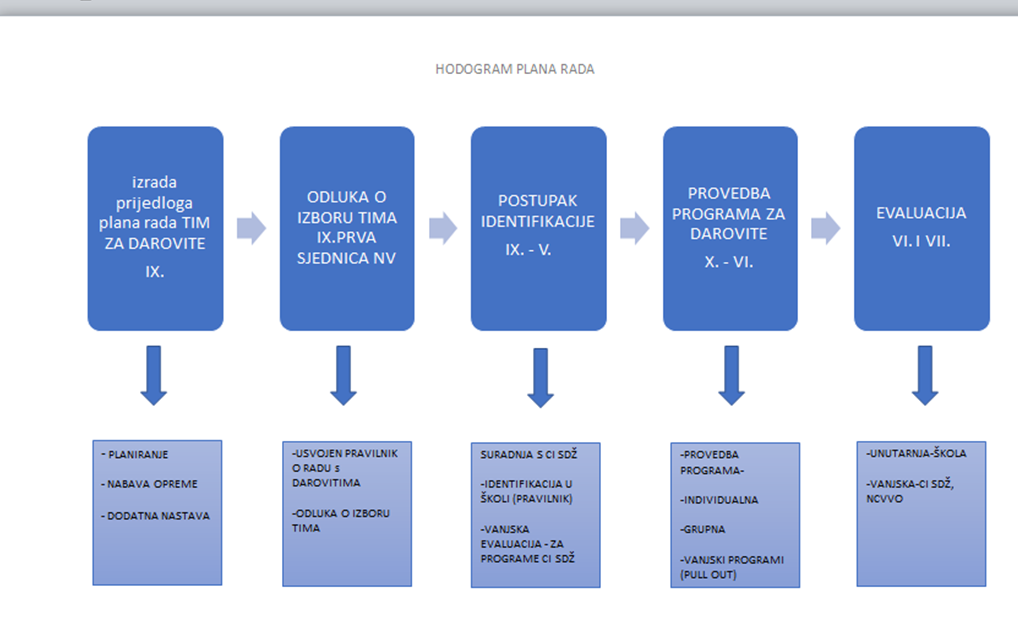 HODOGRAM PLANA RADA
izrada
prijedloga
plana rada TIM
ZA DAROVITE
IX.
ODLUKA O
IZBORU TIMA
IX.PRVA
SJEDNICA NV
POSTUPAK
IDENTIFIKACIJE
IX. - V.
PROVEDBA
PROGRAMA ZA
DAROVITE
X. - VI.
EVALUACIJA
VI. I VII.
- PLANIRANJE
- NABAVA OPREME
- DODATNA NASTAVA
-USVOJEN PRAVILNIK
O RADU s
DAROVITIMA
-ODLUKA O IZBORU
TIMA
SURADNJA S CI SDŽ
-IDENTIFIKACIJA U
ŠKOLI (PRAVILNIK)
-VANJSKA
EVALUACIJA - ZA
PROGRAME CI SDŽ
-PROVEDBA
PROGRAMA-
-INDIVIDUALNA
-GRUPNA
-VANJSKI PROGRAMI
(PULL OUT)
-UNUTARNJA-ŠKOLA
-VANJSKA-CI SDŽ,
NCVVO